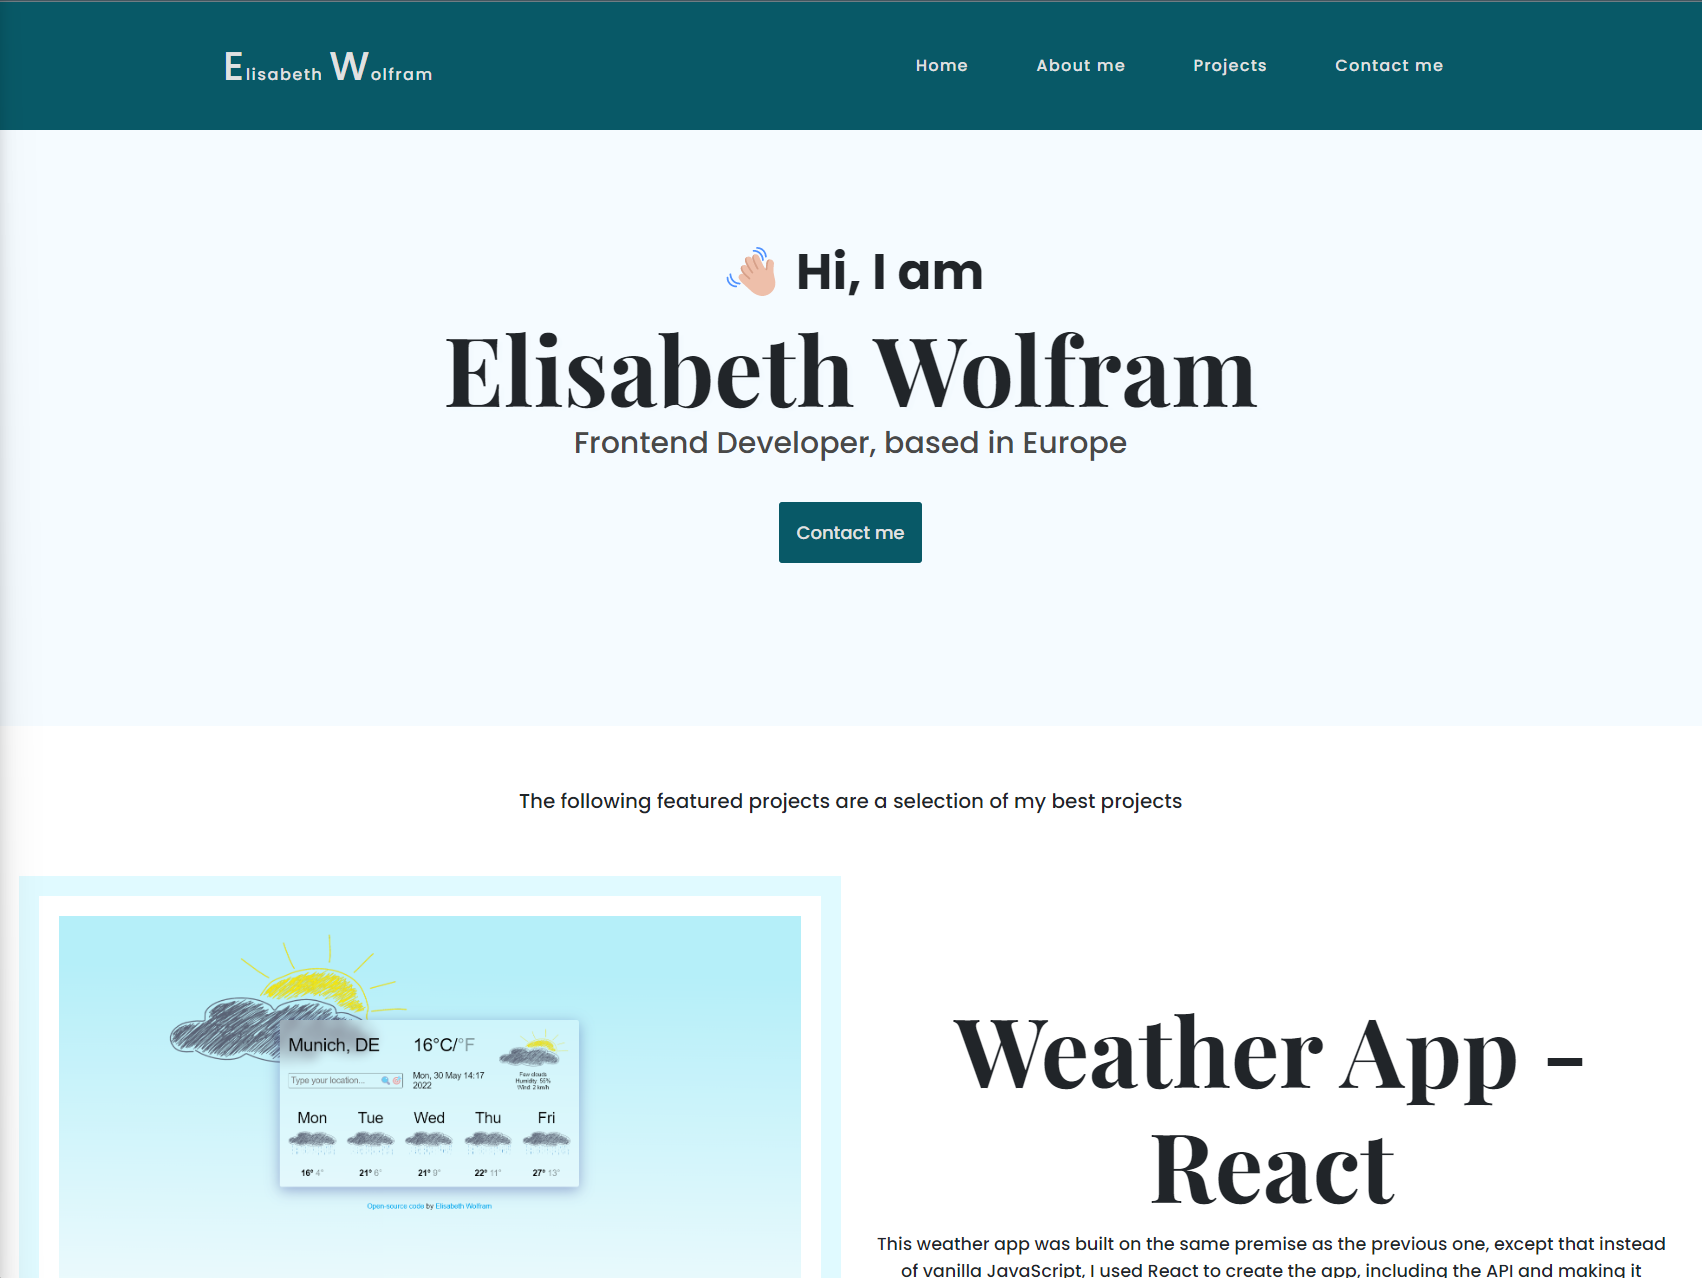 Elisabeth Wolfram
Home
About me
Projects
Contact me
Hi, I am
Elisabeth Wolfram
Frontend Developer, based in Europe
Contact me
The following featured projects are a selection of my best projects
Munich, DE
16°C/°F
Type your location...
Mon, 30 May 14:17
2022
Few clouds
Humidity: 55%
Wind: 2 km/h
Mon Tue Wed Thu Fri
16° 4° 21° 6° 21° 9° 22° 11° 27° 13°
Open-source code by Elisabeth Wolfram
Weather App -
React
This weather app was built on the same premise as the previous one, except that instead
of vanilla JavaScript, I used React to create the app, including the API and making it